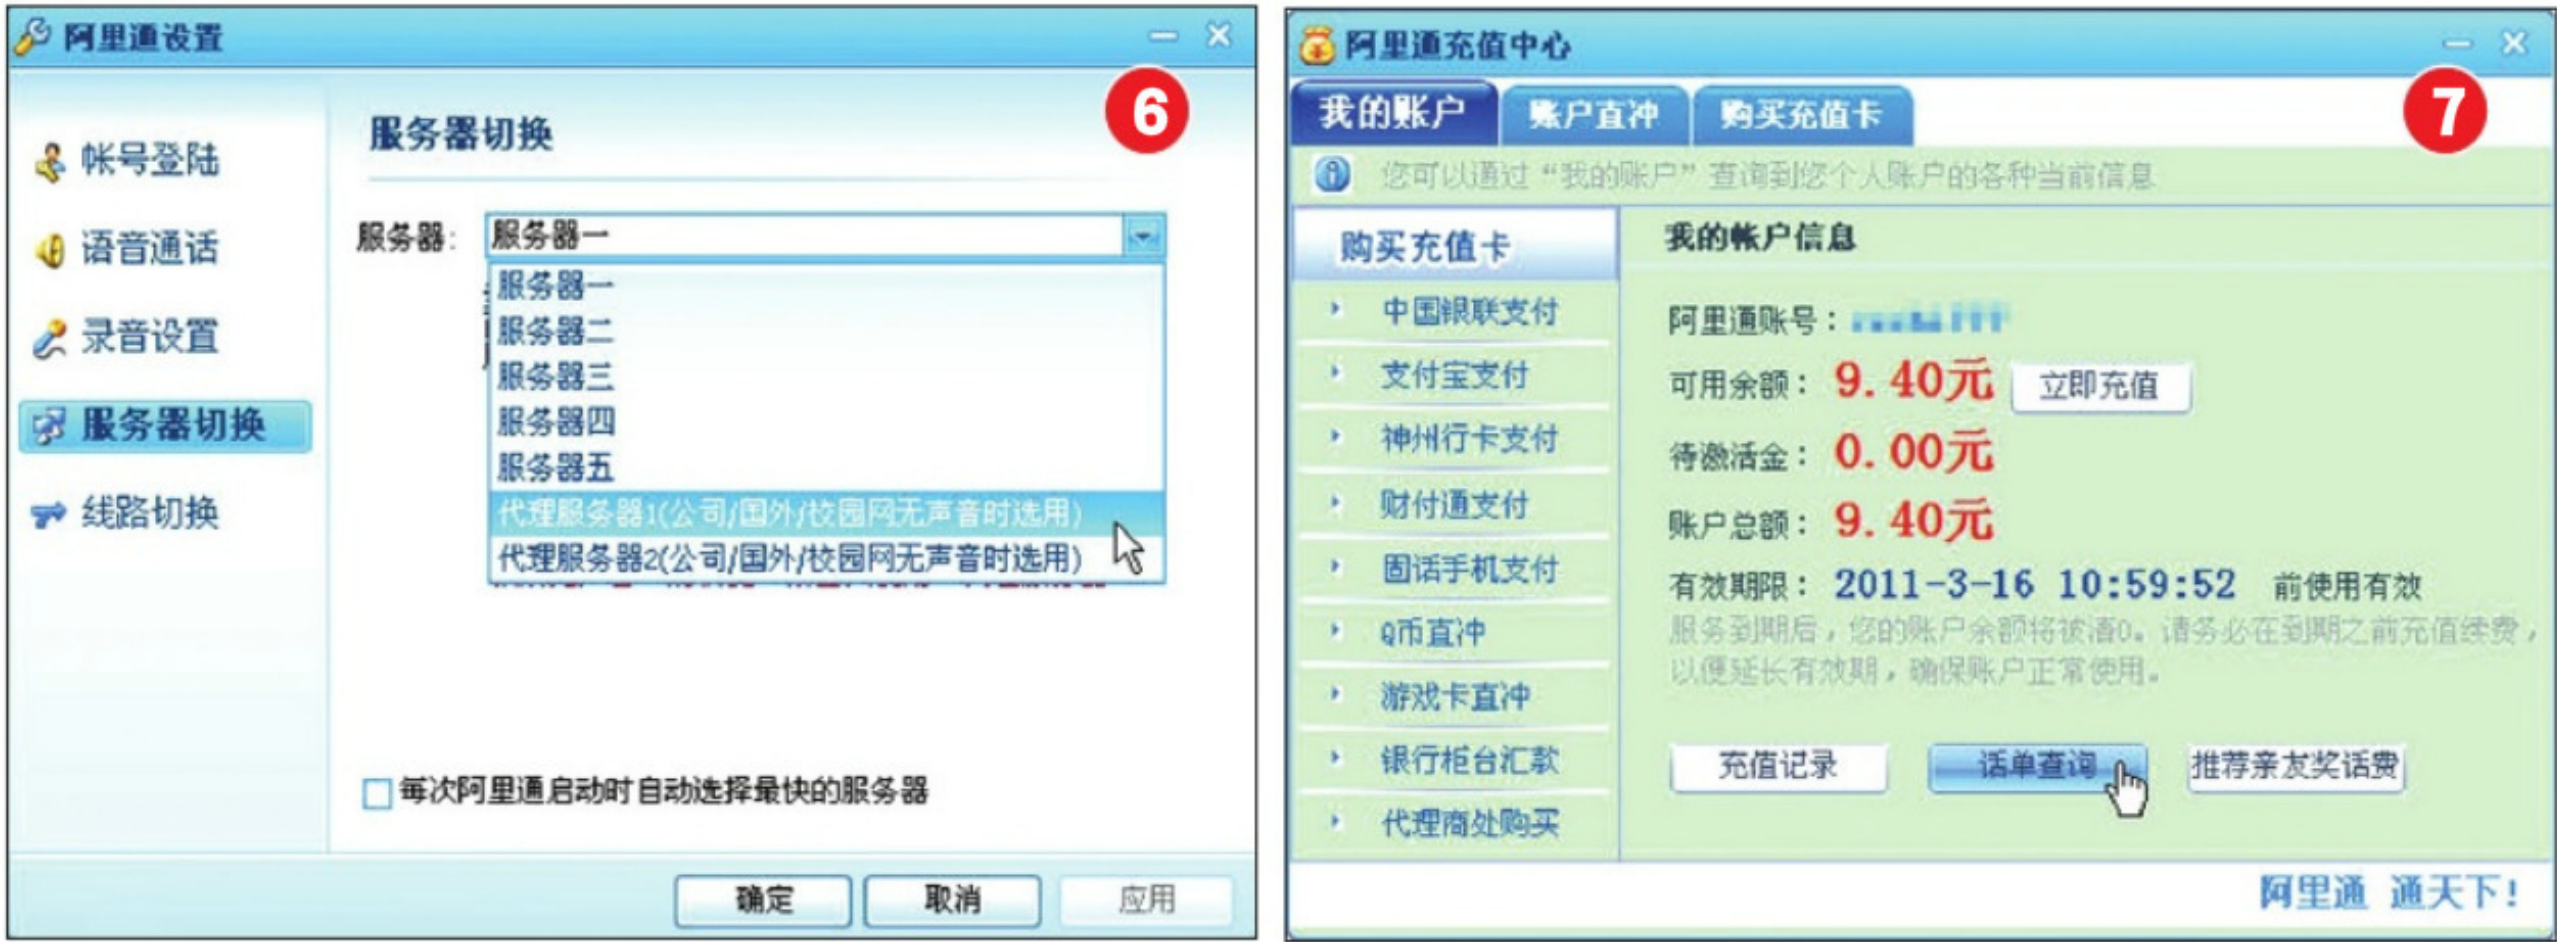 阿里通设置
6
帐号登陆
语音通话
录音设置
服务器切换
线路切换
服务器切换
服务器:
服务器一
服务器一
服务器二
服务器三
服务器四
服务器五
代理服务器1(公司/国外/校园网无声音时选用)
代理服务器2(公司/国外/校园网无声音时选用)
每次阿里通启动时自动选择最快的服务器
确定 取消 应用
阿里通充值中心
7
我的账户 账户直冲 购买充值卡
您可以通过“我的账户”查询到您个人账户的各种当前信息
购买充值卡
中国银联支付
支付宝支付
神州行卡支付
财付通支付
固话手机支付
Q币直冲
游戏卡直冲
银行柜台汇款
代理商处购买
我的帐户信息
阿里通账号:
可用余额: 9.40元 立即充值
待激活金: 0.00元
账户总额: 9.40元
有效期限: 2011-3-16 10:59:52 前使用有效
服务到期后,您的账户余额将被清0。请务必在到期之前充值续费,
以便延长有效期,确保账户正常使用。
充值记录 话单查询 推荐亲友奖话费
阿里通 通天下!